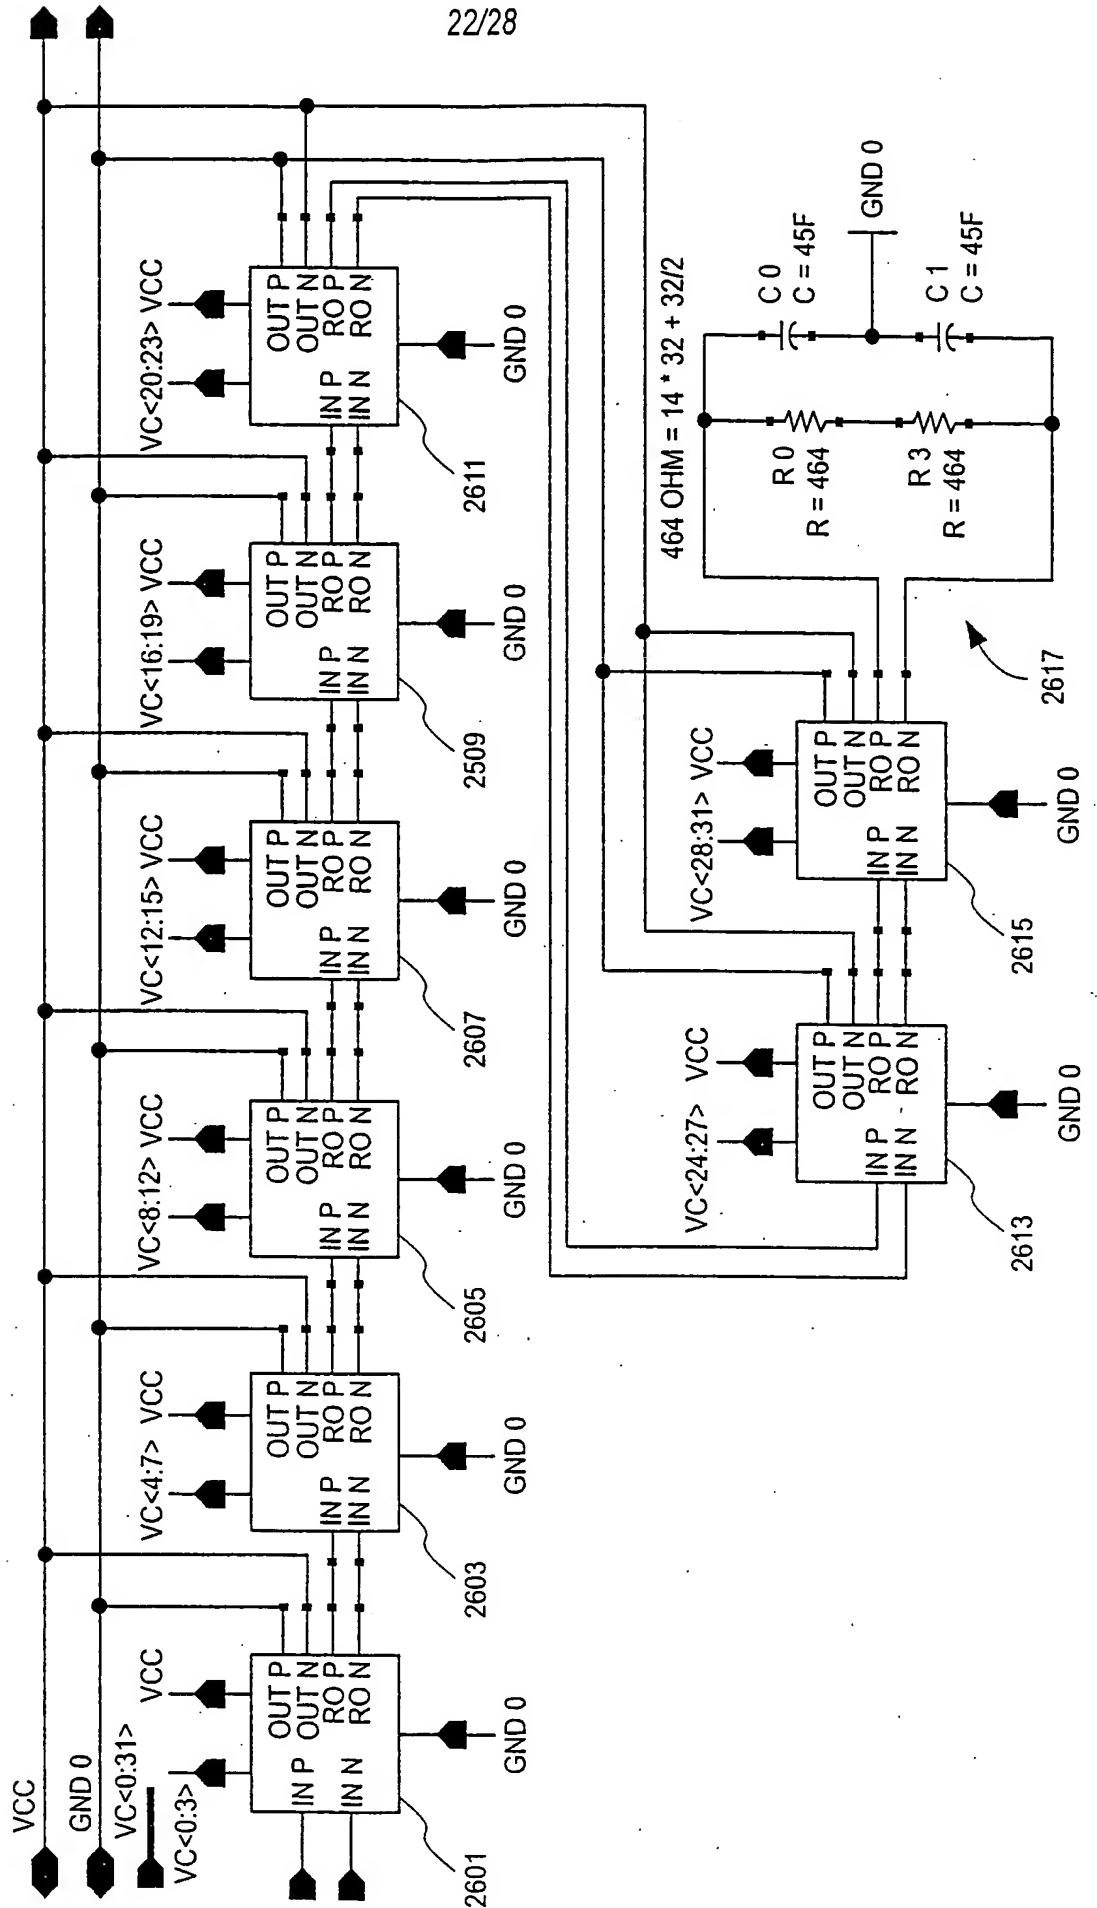 22/28
VCC
GND 0
VC<0:31>
VC<0:3>
VCC
IN P
IN N
OUT P
OUT N
RO P
RO N
GND 0
2601
VC<4:7>
VCC
IN P
IN N
OUT P
OUT N
RO P
RO N
GND 0
2603
VC<8:12>
VCC
IN P
IN N
OUT P
OUT N
RO P
RO N
GND 0
2605
VC<12:15>
VCC
IN P
IN N
OUT P
OUT N
RO P
RO N
GND 0
2607
VC<16:19>
VCC
IN P
IN N
OUT P
OUT N
RO P
RO N
GND 0
2509
VC<20:23>
VCC
IN P
IN N
OUT P
OUT N
RO P
RO N
GND 0
2611
VC<24:27>
VCC
IN P
IN N
OUT P
OUT N
RO P
RO N
GND 0
2613
VC<28:31>
VCC
IN P
IN N
OUT P
OUT N
RO P
RO N
GND 0
2615
2617
464 OHM = 14 * 32 + 32/2
R 0
R = 464
R 3
R = 464
C 0
C = 45F
C 1
C = 45F
GND 0